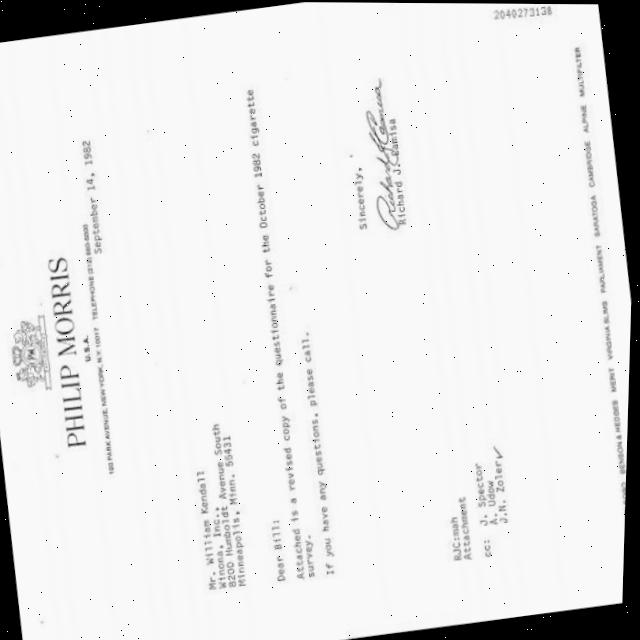 PHILIP MORRIS
U.S.A.
100 PARK AVENUE, NEW YORK, N.Y. 10017 TELEPHONE (212) 880-5000
September 14, 1982
Mr. William Kendall
Winona, Inc.,
8200 Humboldt Avenue South
Minneapolis, Minn. 55431
Dear Bill:
Attached is a revised copy of the questionnaire for the October 1982 cigarette
survey.
If you have any questions, please call.
Sincerely,
Richard J. Camisa
RJC:mah
Attachment
cc: J. Spector
A. Udow
J.N. Zoler
BENSON & HEDGES MERIT VIRGINIA SLIMS PARLIAMENT SARATOGA CAMBRIDGE ALPINE MULTIFILTER
2040273138